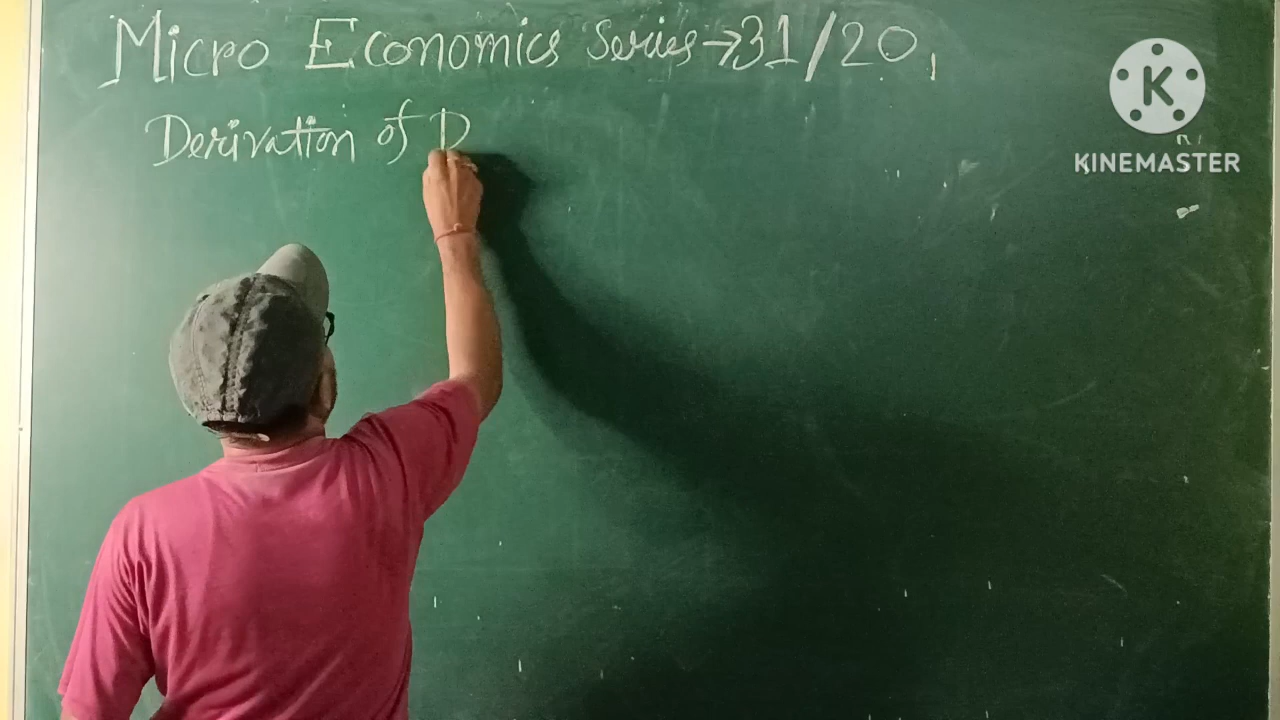 Micro Economics Series→31/20,
Derivation of D
K
KINEMASTER